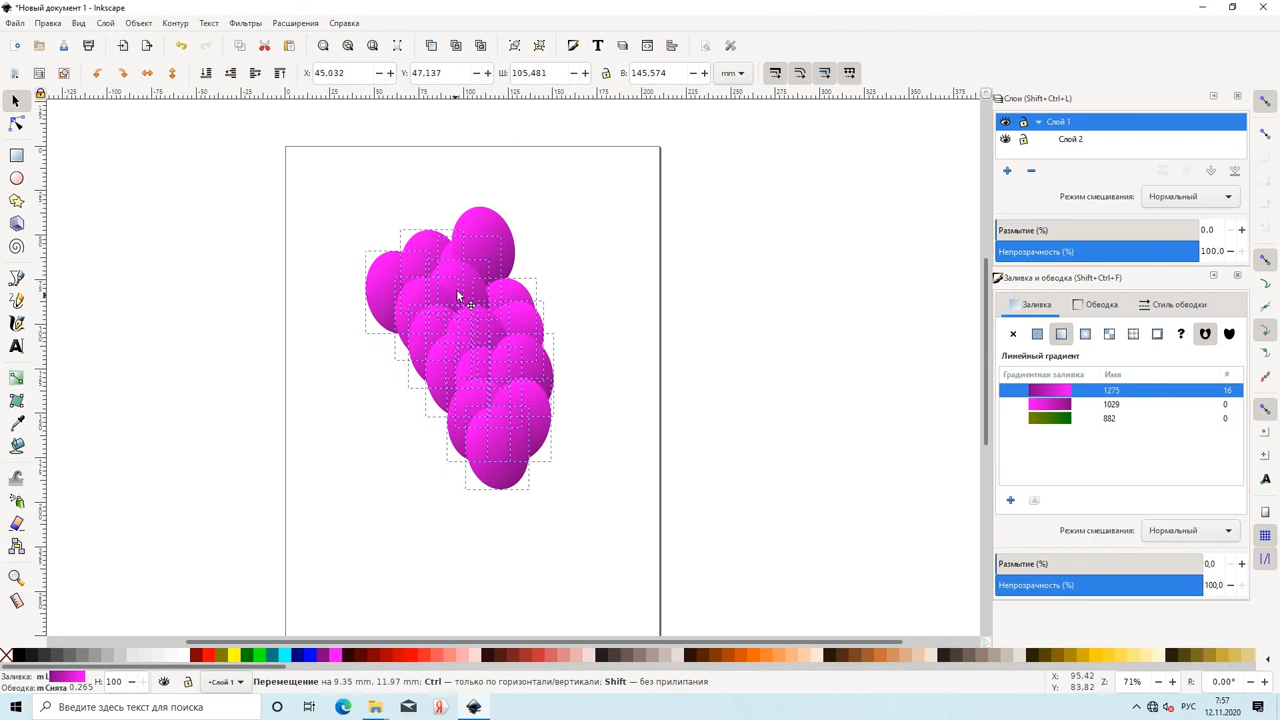 *Новый документ 1 - Inkscape
Файл Правка Вид Слой Объект Контур Текст Фильтры Расширения Справка
X: 45,032 Y: 47,137 Ш: 105,481 В: 145,574 mm
Слои (Shift+Ctrl+L)
Слой 1
Слой 2
Режим смешивания: Нормальный
Размытие (%) 0,0
Непрозрачность (%) 100,0
Заливка и обводка (Shift+Ctrl+F)
Заливка Обводка Стиль обводки
Линейный градиент
Градиентная заливка Имя #
1275 16
1029 0
882 0
Режим смешивания: Нормальный
Размытие (%) 0,0
Непрозрачность (%) 100,0
Заливка: m L Н: 100 •Слой 1 Перемещение на 9.35 mm, 11.97 mm; Ctrl — только по горизонтали/вертикали; Shift — без прилипания X: 95,42 Z: 71% R: 0,00°
Обводка: m Снята 0,265 Y: 83,82
Введите здесь текст для поиска
РУС 7:57
12.11.2020